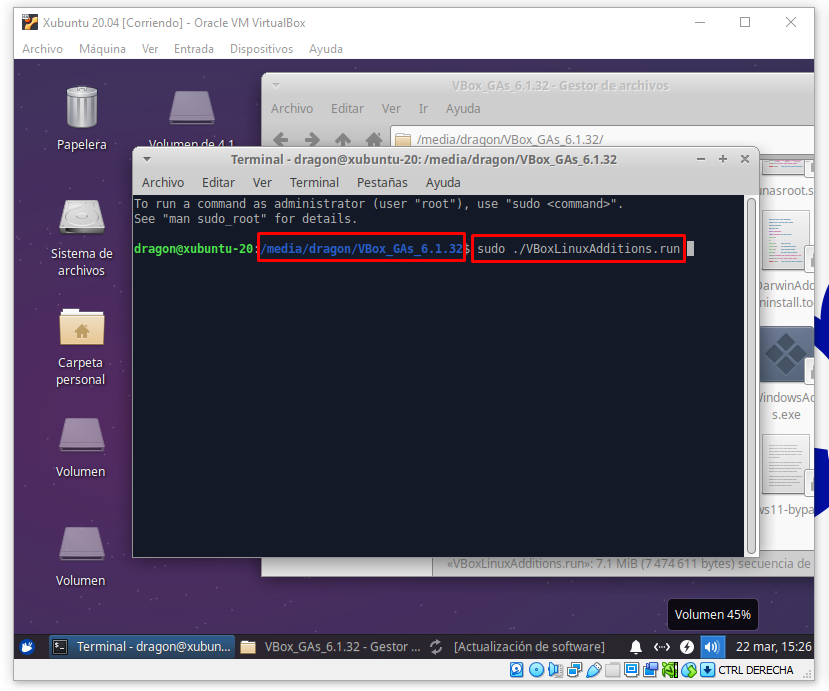 Xubuntu 20.04 [Corriendo] - Oracle VM VirtualBox
Archivo Máquina Ver Entrada Dispositivos Ayuda
VBox_GAs_6.1.32 - Gestor de archivos
Archivo Editar Ver Ir Ayuda
/media/dragon/VBox_GAs_6.1.32/
Papelera
Volumen de 4.1
Terminal - dragon@xubuntu-20: /media/dragon/VBox_GAs_6.1.32
Archivo Editar Ver Terminal Pestañas Ayuda
To run a command as administrator (user "root"), use "sudo <command>".
See "man sudo_root" for details.
dragon@xubuntu-20:/media/dragon/VBox_GAs_6.1.32$ sudo ./VBoxLinuxAdditions.run
Sistema de
archivos
Carpeta
personal
Volumen
Volumen
unasroot.s
DarwinAdd
ninstall.to
WindowsAd
s.exe
ws11-bypa
«VBoxLinuxAdditions.run»: 7.1 MiB (7 474 611 bytes) secuencia de
Volumen 45%
Terminal - dragon@xubun...
VBox_GAs_6.1.32 - Gestor ...
[Actualización de software]
22 mar, 15:26
CTRL DERECHA